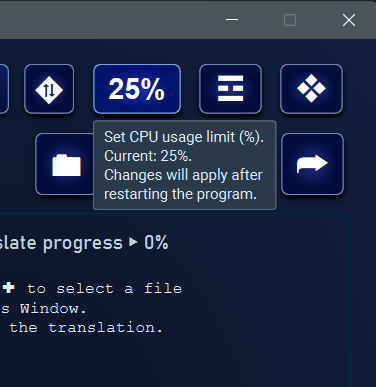 25%
Set CPU usage limit (%).
Current: 25%.
Changes will apply after
restarting the program.
slate progress ▸ 0%
to select a file
s Window.
the translation.